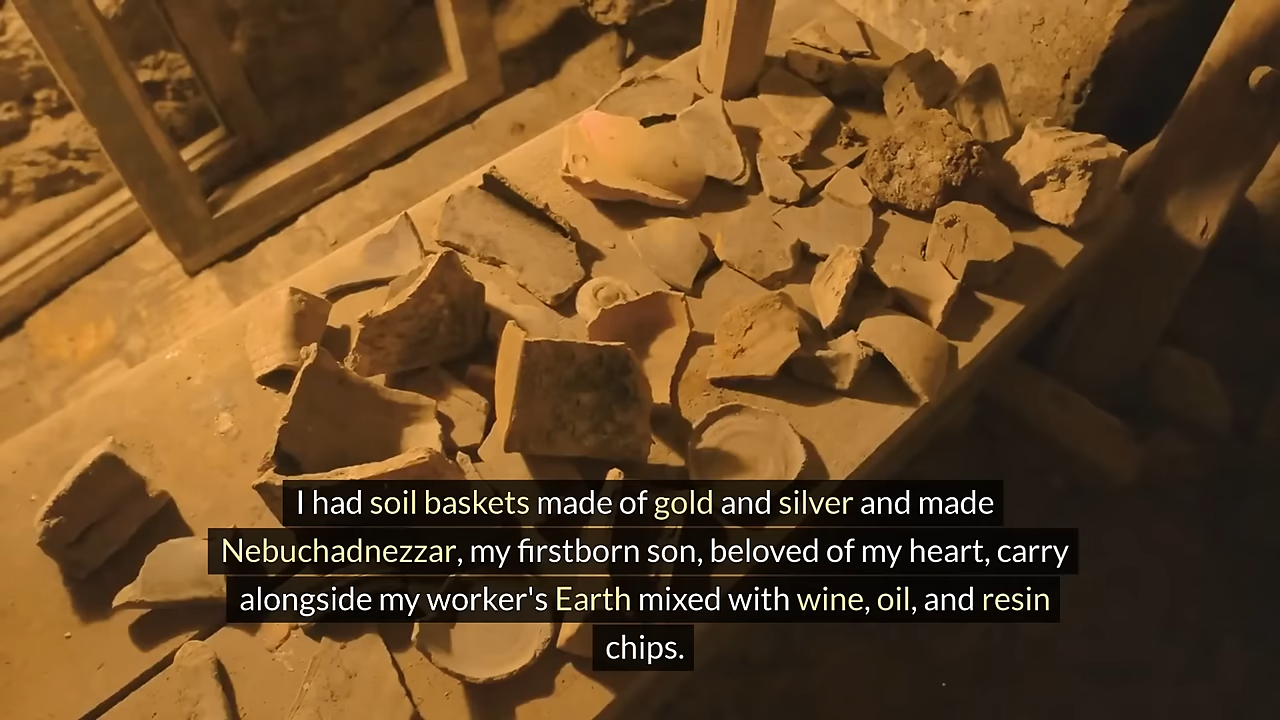 I had soil baskets made of gold and silver and made
Nebuchadnezzar, my firstborn son, beloved of my heart, carry
alongside my worker's Earth mixed with wine, oil, and resin
chips.